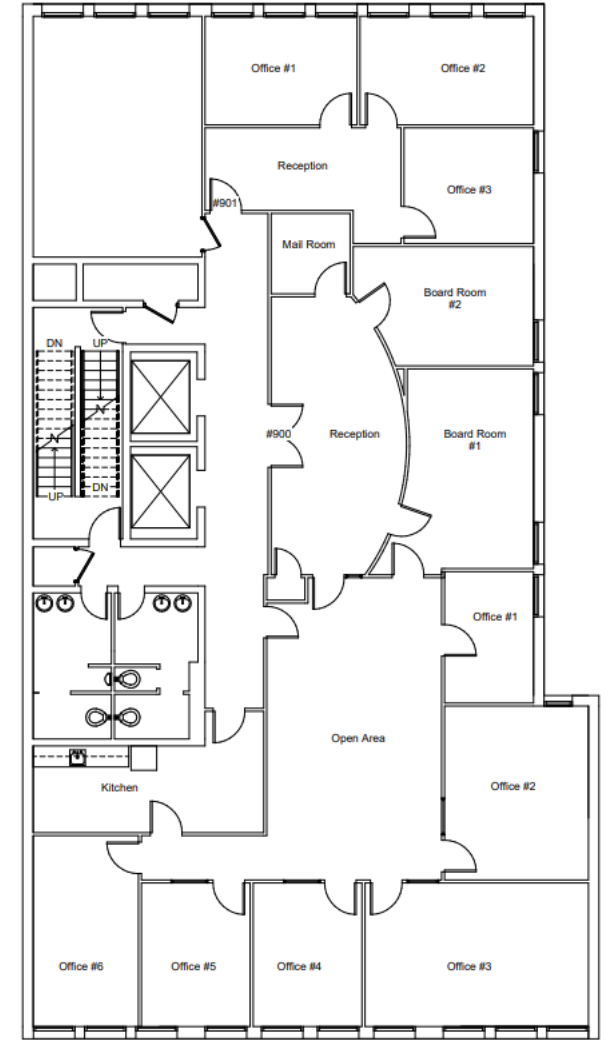 Office #1
Office #2
Reception
Office #3
#901
Mail Room
Board Room
#2
DN
UP
#900
Reception
Board Room
#1
UP
DN
Office #1
Open Area
Office #2
Kitchen
Office #6
Office #5
Office #4
Office #3